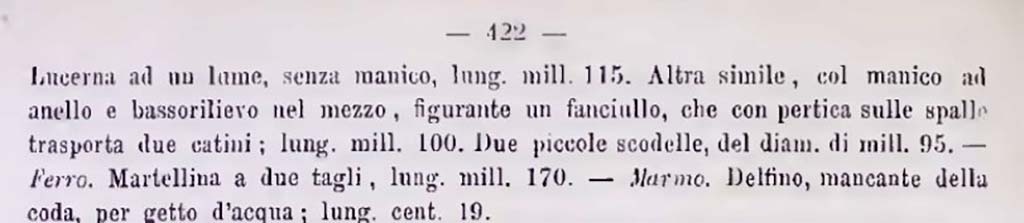 — 122 —
Lucerna ad un lume, senza manico, lung. mill. 115. Altra simile, col manico ad
anello e bassorilievo nel mezzo, figurante un fanciullo, che con pertica sulle spalle
trasporta due catini; lung. mill. 100. Due piccole scodelle, del diam. di mill. 95. —
Ferro. Martellina a due tagli, lung. mill. 170. — Marmo. Delfino, mancante della
coda, per getto d'acqua; lung. cent. 19.